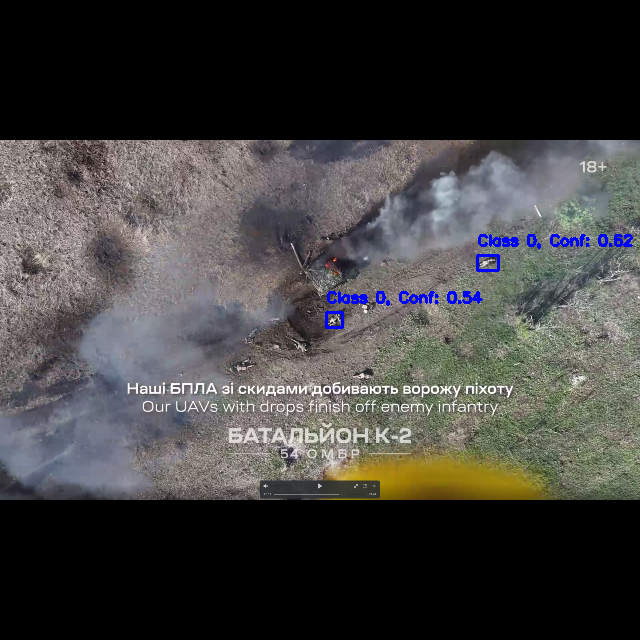 18+
Class 0, Conf: 0.62
Class 0, Conf: 0.54
Наші БПЛА зі скидами добивають ворожу піхоту
Our UAVs with drops finish off enemy infantry
БАТАЛЬЙОН К-2
54 ОМБР